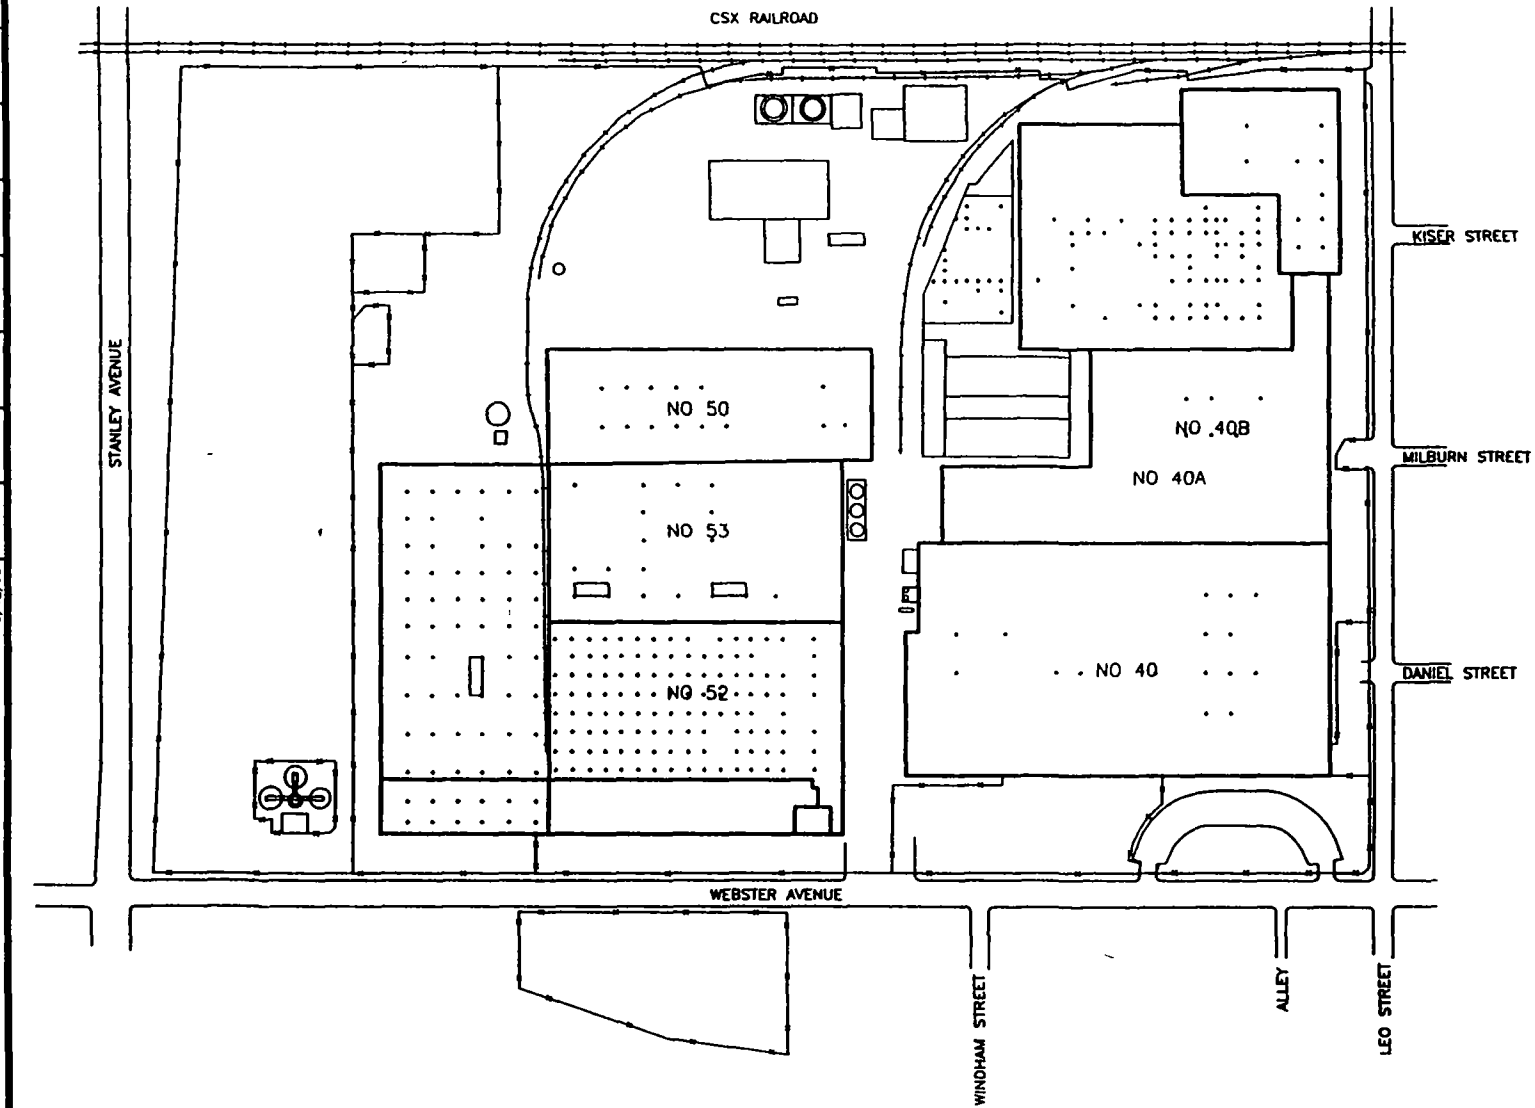 CSX RAILROAD
KISER STREET
STANLEY AVENUE
NO 50
NO 40B
MILBURN STREET
NO 40A
NO 53
NO 40
DANIEL STREET
NO 52
WEBSTER AVENUE
WINDHAM STREET
ALLEY
LEO STREET